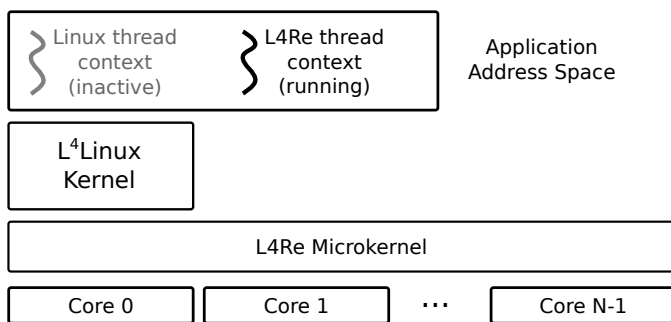 Linux thread
context
(inactive)
L4Re thread
context
(running)
Application
Address Space
L⁴Linux
Kernel
L4Re Microkernel
Core 0
Core 1
...
Core N-1